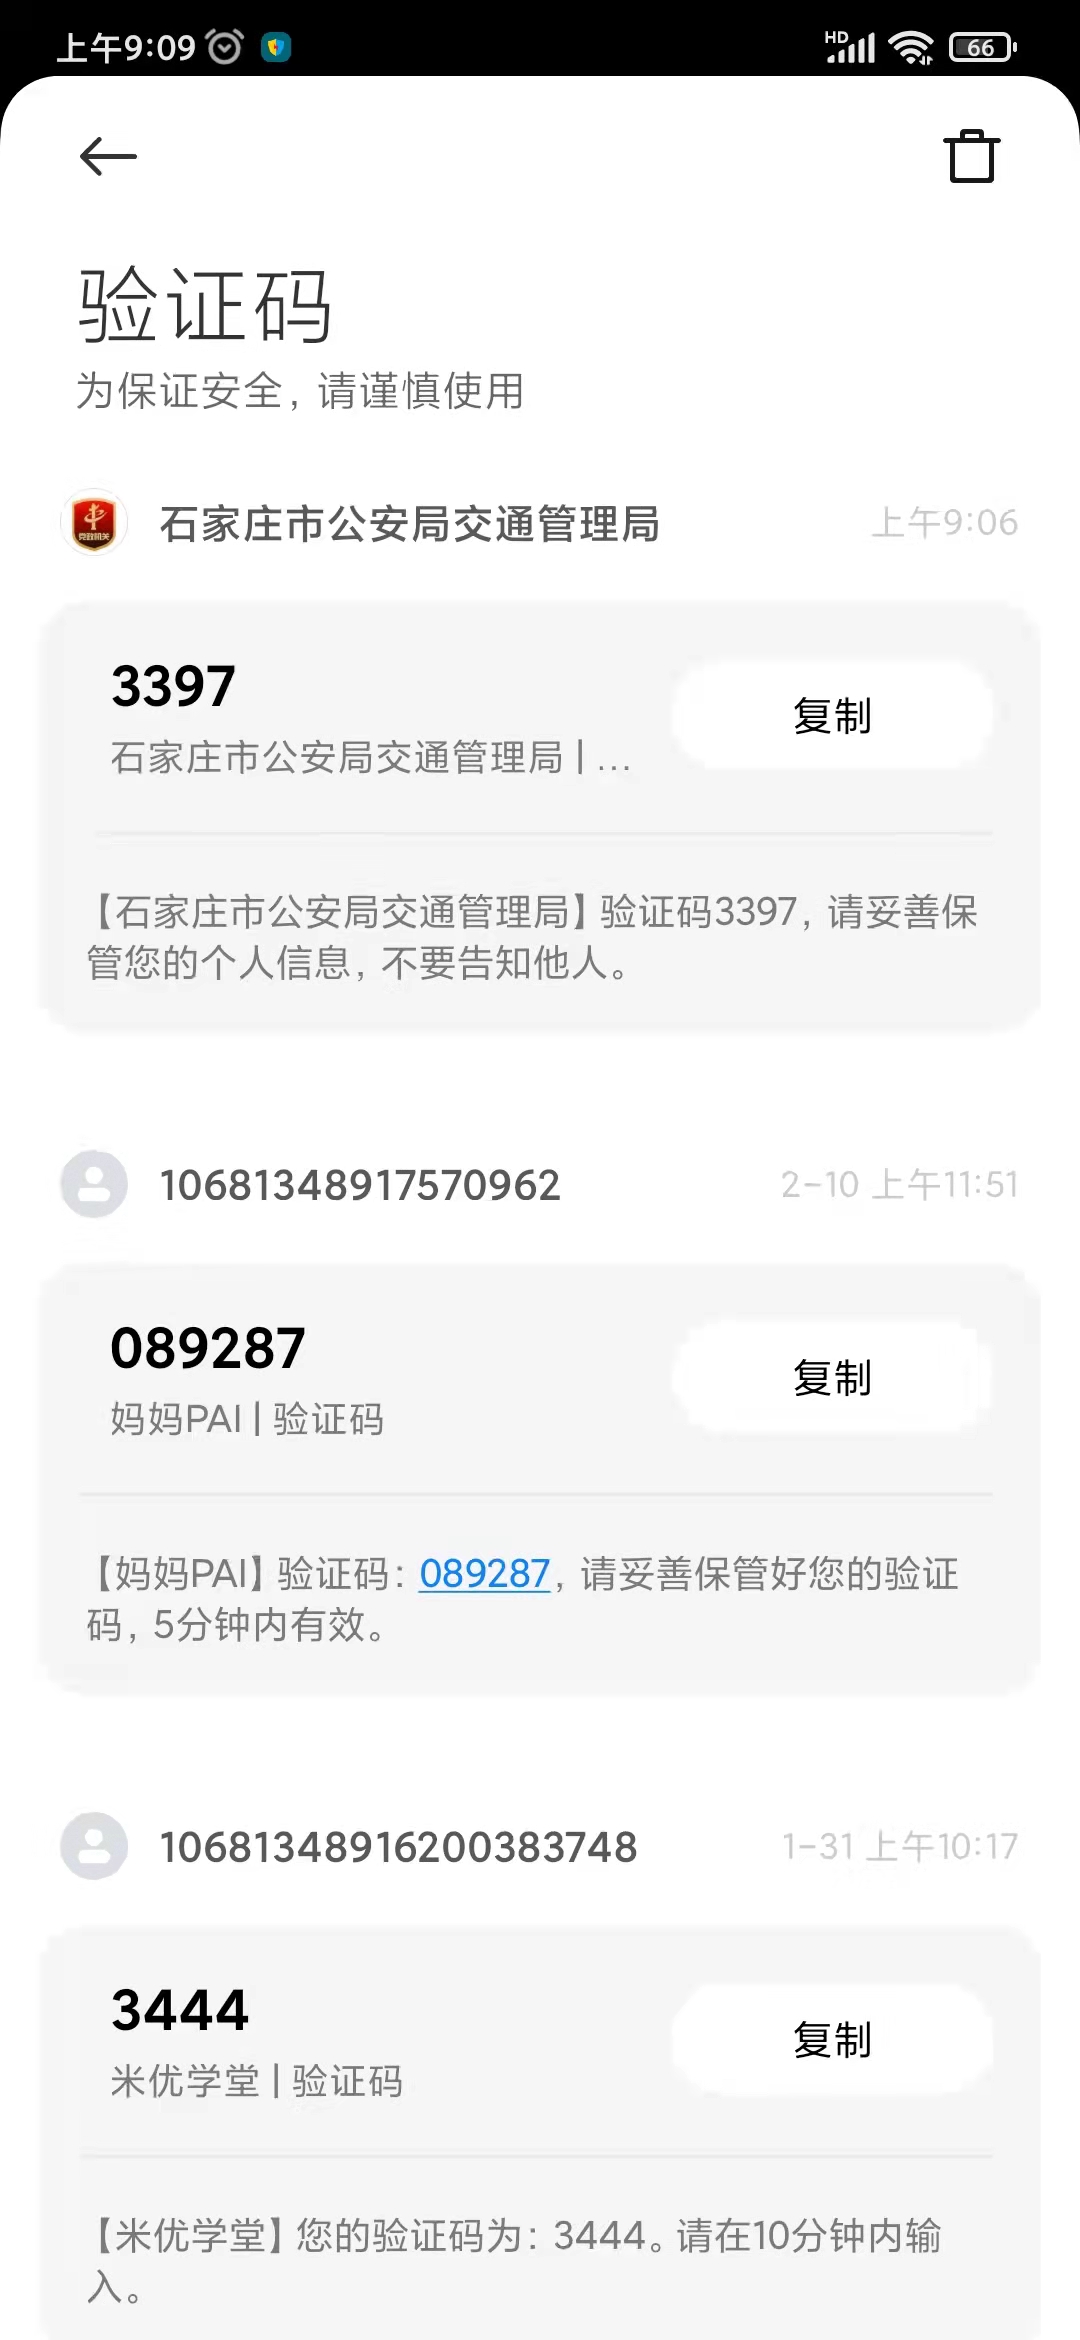 上午9:09
HD
66
验证码
为保证安全，请谨慎使用
党政机关
石家庄市公安局交通管理局
上午9:06
3397
复制
石家庄市公安局交通管理局 | ...
【石家庄市公安局交通管理局】验证码3397，请妥善保
管您的个人信息，不要告知他人。
10681348917570962
2-10 上午11:51
089287
复制
妈妈PAI | 验证码
【妈妈PAI】验证码：089287，请妥善保管好您的验证
码，5分钟内有效。
10681348916200383748
1-31 上午10:17
3444
复制
米优学堂 | 验证码
【米优学堂】您的验证码为：3444。请在10分钟内输
入。